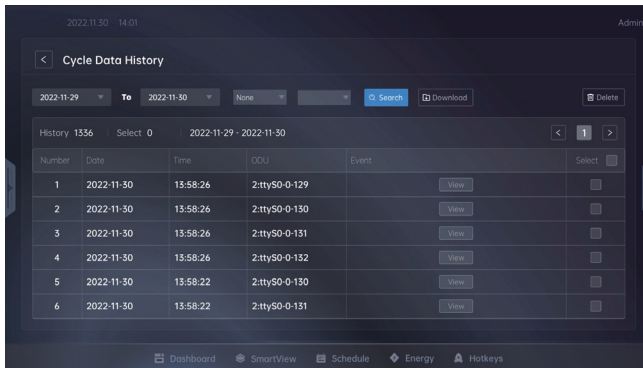 2022.11.30 14:01 Admin
< Cycle Data History
2022-11-29 To 2022-11-30 None Search Download Delete
History 1336 Select 0 2022-11-29 - 2022-11-30 < 1 >
Number Date Time ODU Event Select
1 2022-11-30 13:58:26 2:ttyS0-0-129 View
2 2022-11-30 13:58:26 2:ttyS0-0-130 View
3 2022-11-30 13:58:26 2:ttyS0-0-131 View
4 2022-11-30 13:58:26 2:ttyS0-0-132 View
5 2022-11-30 13:58:22 2:ttyS0-0-130 View
6 2022-11-30 13:58:22 2:ttyS0-0-131 View
Dashboard SmartView Schedule Energy Hotkeys